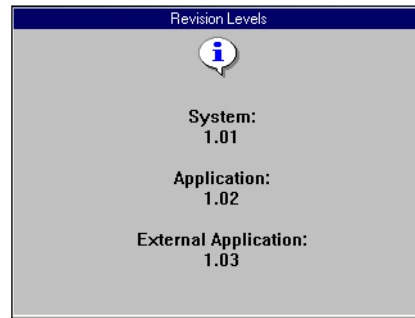 Revision Levels
System:
1.01
Application:
1.02
External Application:
1.03